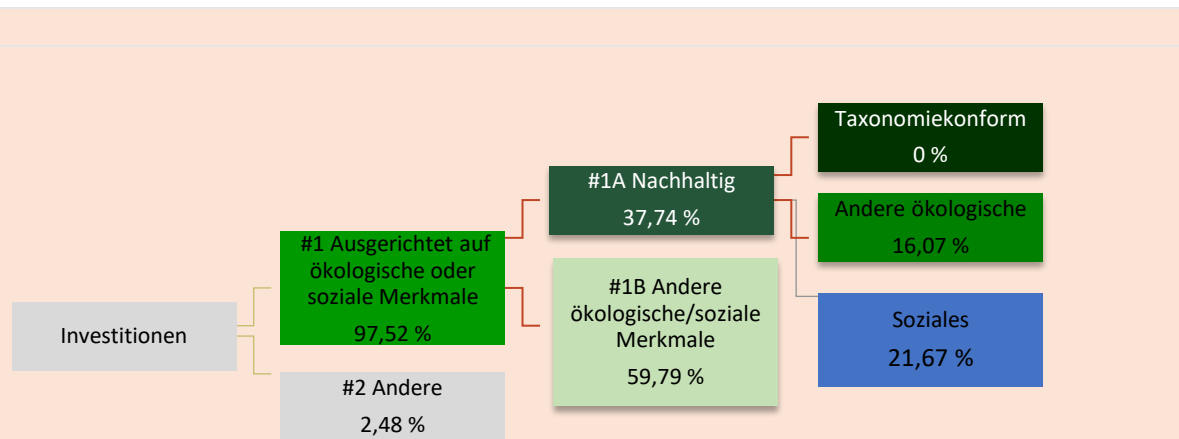 Taxonomiekonform
0 %
#1A Nachhaltig
37,74 %
Andere ökologische
16,07 %
#1 Ausgerichtet auf
ökologische oder
soziale Merkmale
97,52 %
#1B Andere
ökologische/soziale
Merkmale
59,79 %
Soziales
21,67 %
Investitionen
#2 Andere
2,48 %